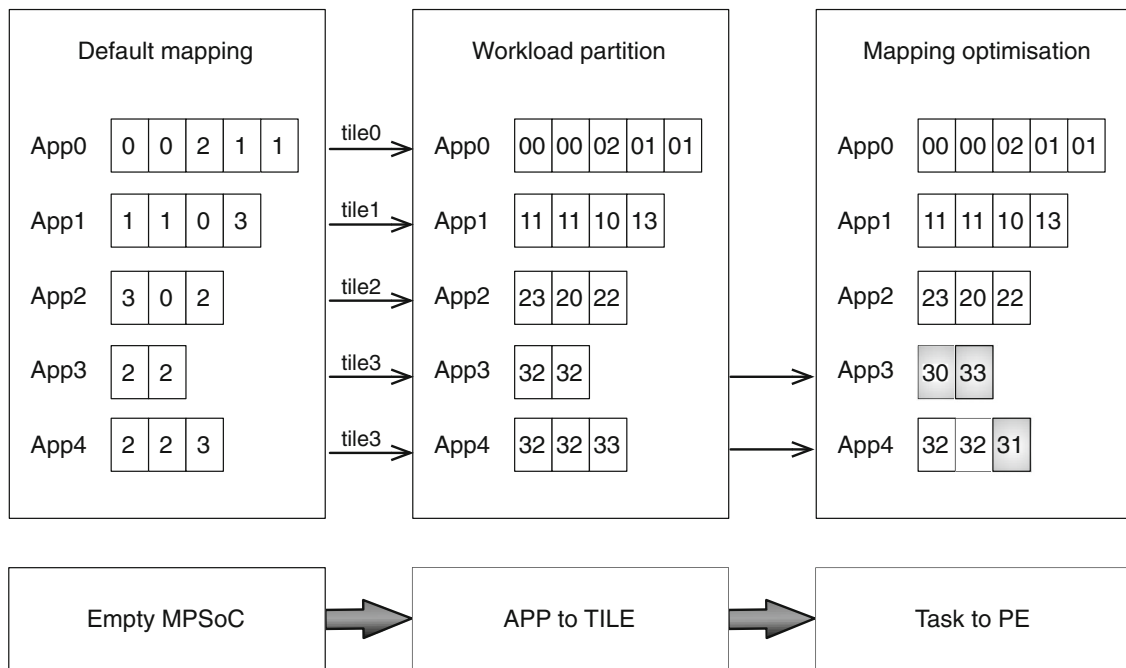 Default mapping Workload partition Mapping optimisation
App0 0 0 2 1 1 tile0 App0 00 00 02 01 01 App0 00 00 02 01 01
App1 1 1 0 3 tile1 App1 11 11 10 13 App1 11 11 10 13
App2 3 0 2 tile2 App2 23 20 22 App2 23 20 22
App3 2 2 tile3 App3 32 32 App3 30 33
App4 2 2 3 tile3 App4 32 32 33 App4 32 32 31
Empty MPSoC APP to TILE Task to PE